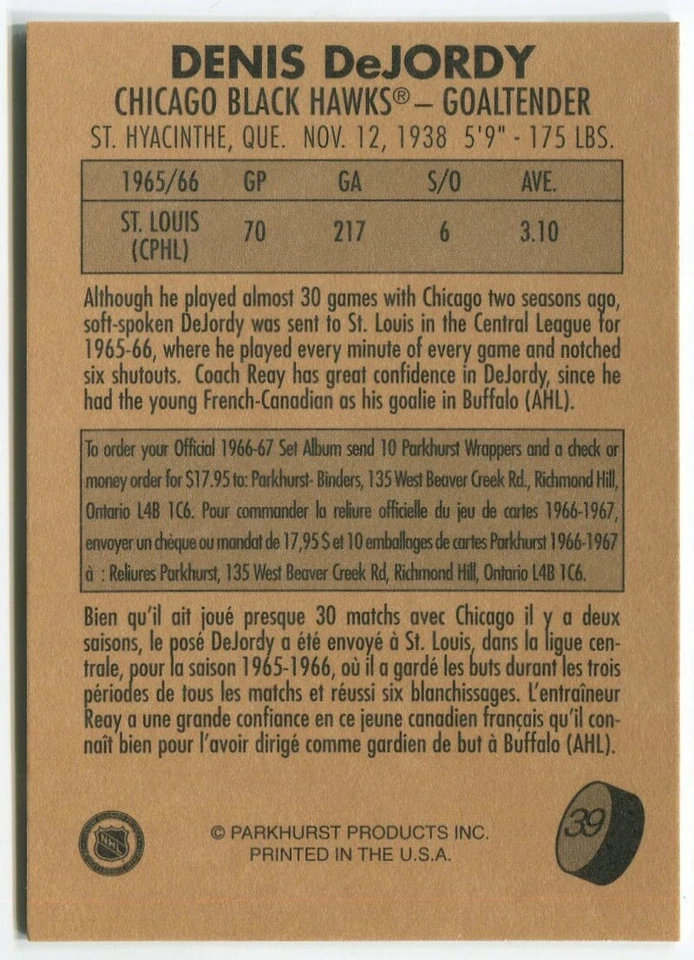 DENIS DeJORDY
CHICAGO BLACK HAWKS® – GOALTENDER
ST. HYACINTHE, QUE. NOV. 12, 1938 5'9" - 175 LBS.
1965/66 GP GA S/O AVE.
ST. LOUIS
(CPHL) 70 217 6 3.10
Although he played almost 30 games with Chicago two seasons ago,
soft-spoken DeJordy was sent to St. Louis in the Central League for
1965-66, where he played every minute of every game and notched
six shutouts. Coach Reay has great confidence in DeJordy, since he
had the young French-Canadian as his goalie in Buffalo (AHL).
To order your Official 1966-67 Set Album send 10 Parkhurst Wrappers and a check or
money order for $17.95 to: Parkhurst- Binders, 135 West Beaver Creek Rd., Richmond Hill,
Ontario L4B 1C6. Pour commander la reliure officielle du jeu de cartes 1966-1967,
envoyer un chèque ou mandat de 17,95 $ et 10 emballages de cartes Parkhurst 1966-1967
à : Reliures Parkhurst, 135 West Beaver Creek Rd, Richmond Hill, Ontario L4B 1C6.
Bien qu'il ait joué presque 30 matchs avec Chicago il y a deux
saisons, le posé DeJordy a été envoyé à St. Louis, dans la ligue cen-
trale, pour la saison 1965-1966, où il a gardé les buts durant les trois
périodes de tous les matchs et réussi six blanchissages. L'entraîneur
Reay a une grande confiance en ce jeune canadien français qu'il con-
naît bien pour l'avoir dirigé comme gardien de but à Buffalo (AHL).
39
NHL
© PARKHURST PRODUCTS INC.
PRINTED IN THE U.S.A.